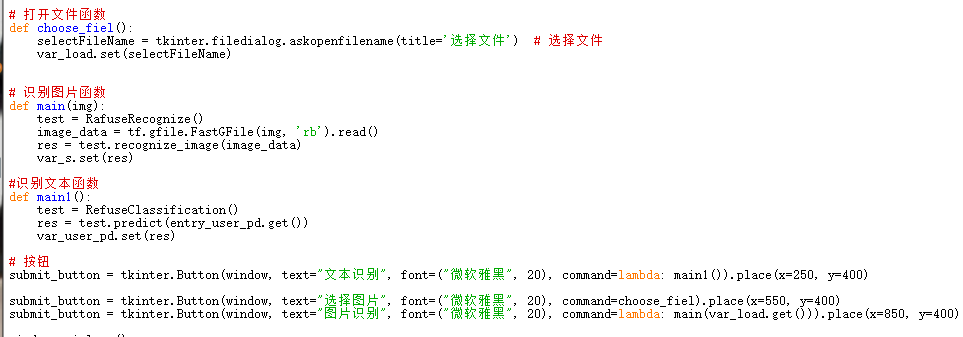 # 打开文件函数
def choose_fiel():
    selectFileName = tkinter.filedialog.askopenfilename(title='选择文件')  # 选择文件
    var_load.set(selectFileName)
# 识别图片函数
def main(img):
    test = RafuseRecognize()
    image_data = tf.gfile.FastGFile(img, 'rb').read()
    res = test.recognize_image(image_data)
    var_s.set(res)
#识别文本函数
def main1():
    test = RefuseClassification()
    res = test.predict(entry_user_pd.get())
    var_user_pd.set(res)
# 按钮
submit_button = tkinter.Button(window, text="文本识别", font=("微软雅黑", 20), command=lambda: main1()).place(x=250, y=400)
submit_button = tkinter.Button(window, text="选择图片", font=("微软雅黑", 20), command=choose_fiel).place(x=550, y=400)
submit_button = tkinter.Button(window, text="图片识别", font=("微软雅黑", 20), command=lambda: main(var_load.get())).place(x=850, y=400)